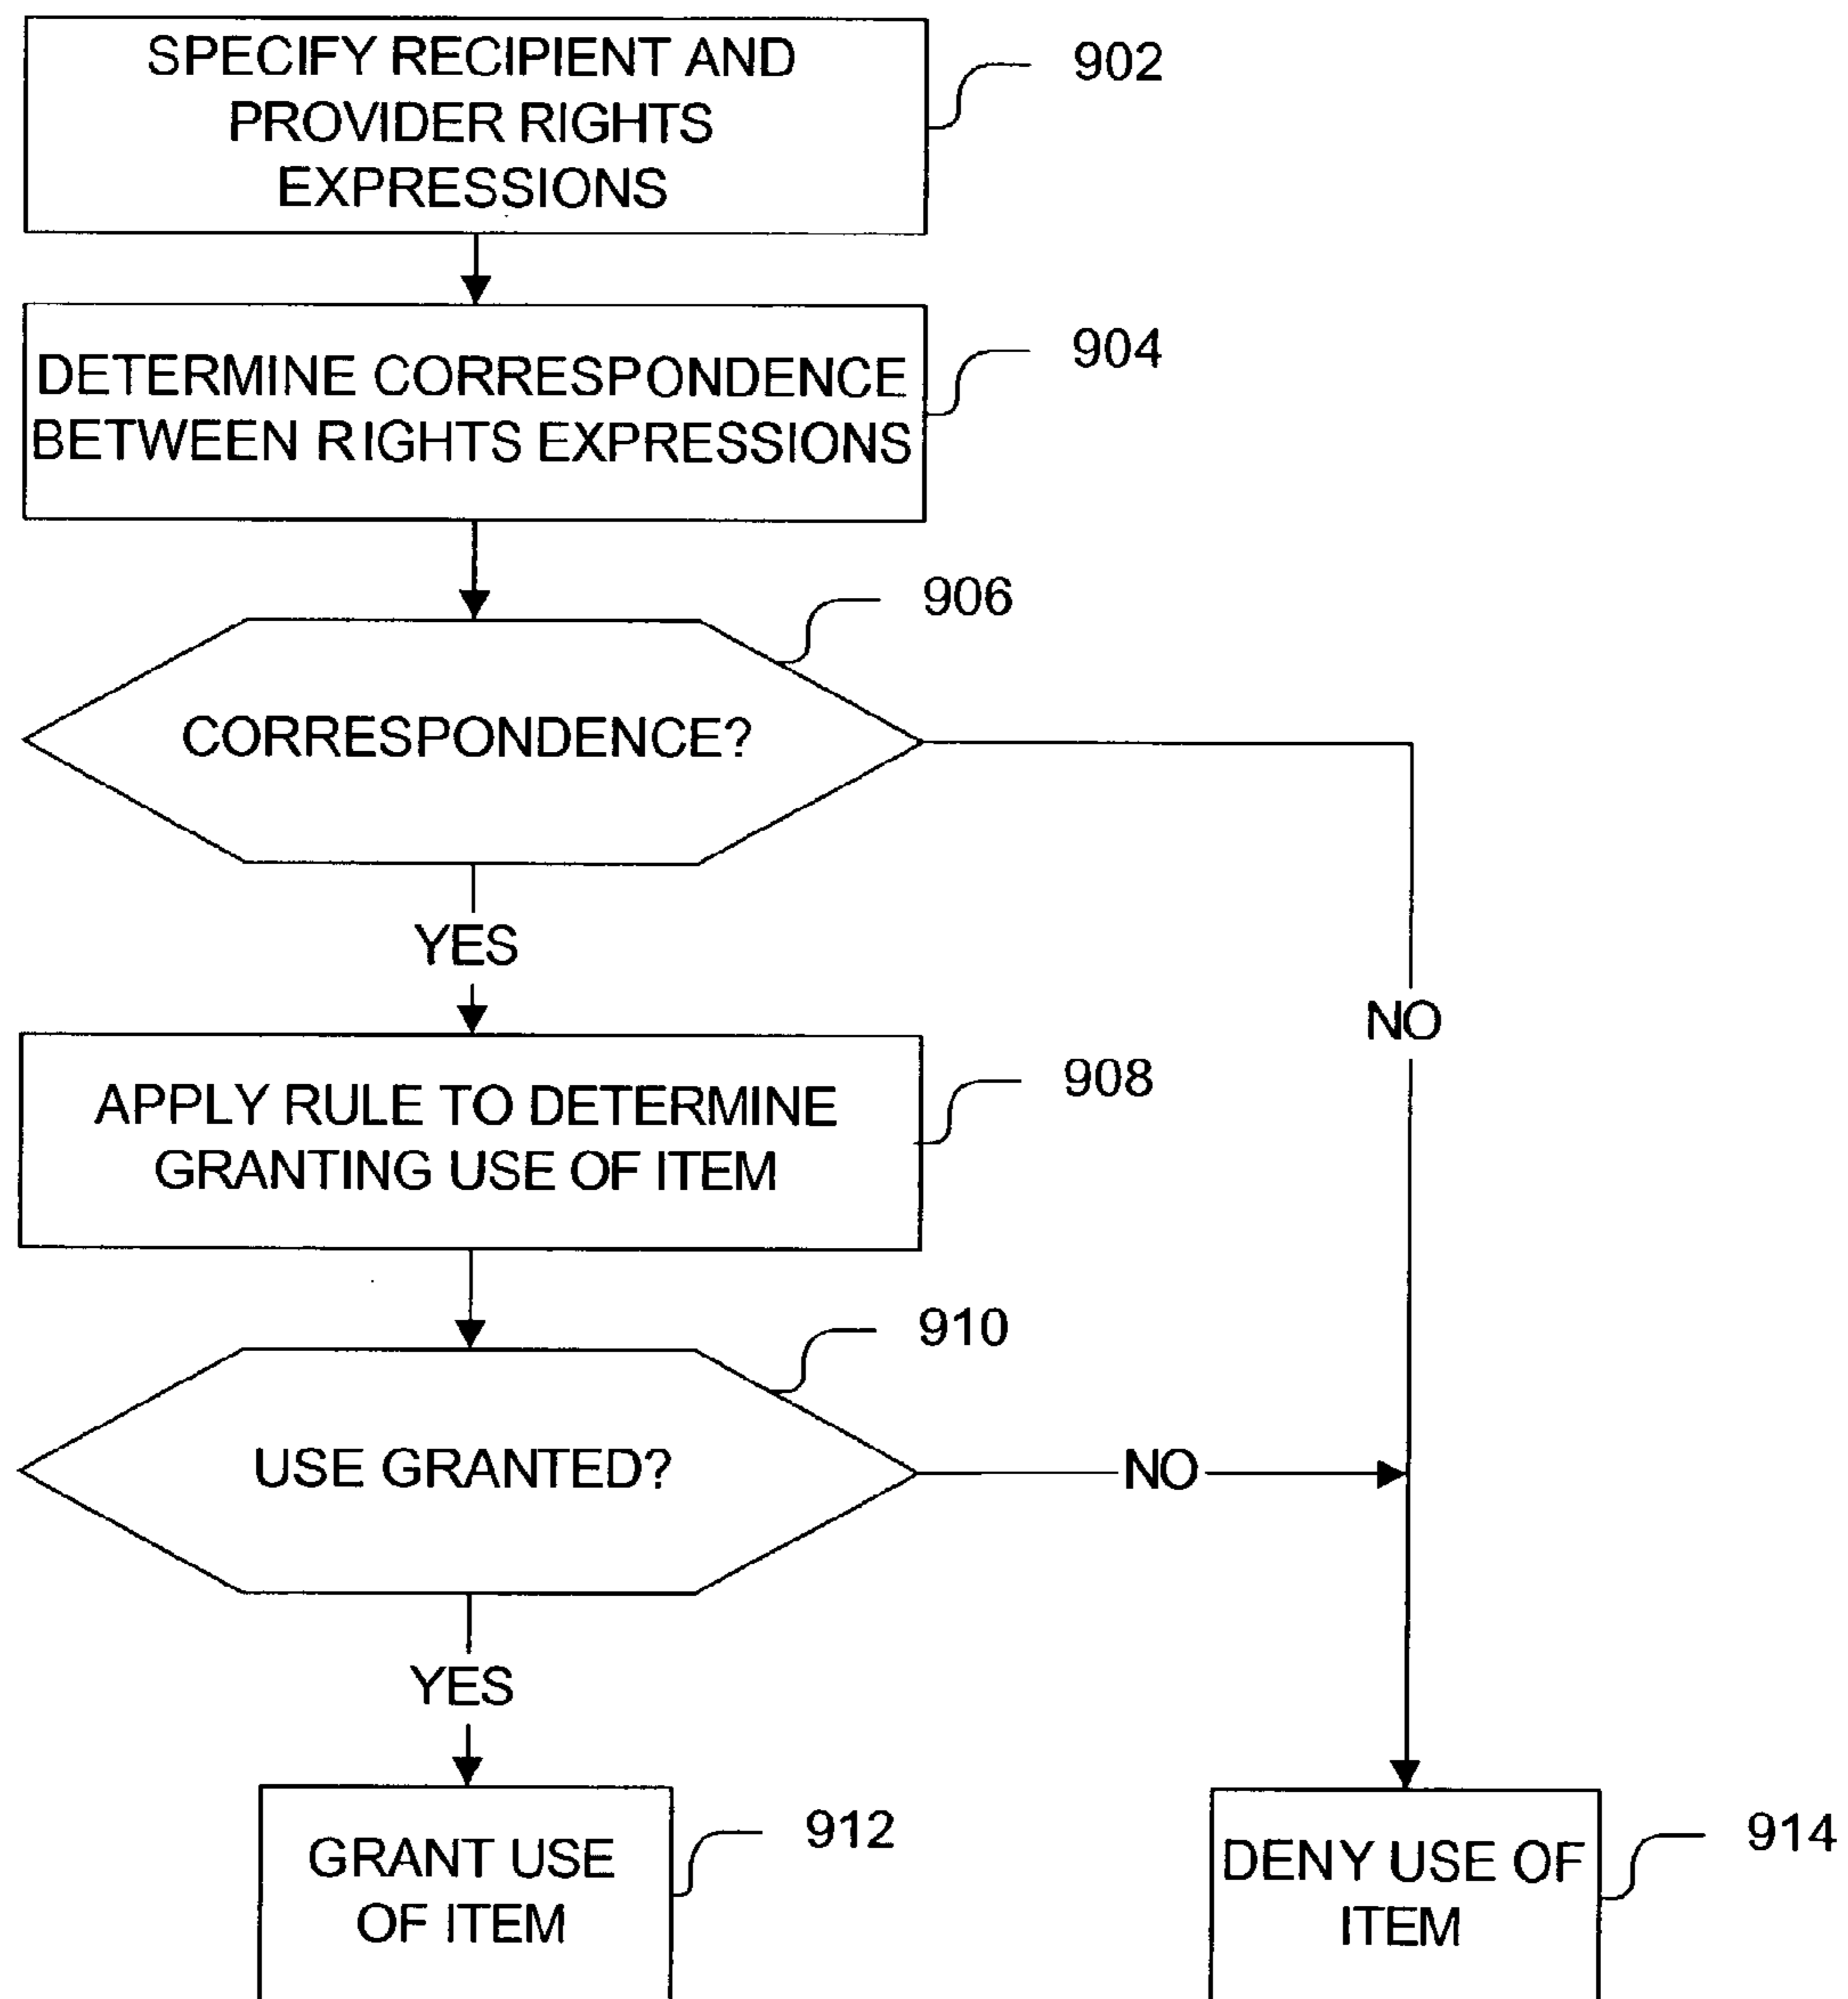 SPECIFY RECIPIENT AND
PROVIDER RIGHTS
EXPRESSIONS
902
DETERMINE CORRESPONDENCE
BETWEEN RIGHTS EXPRESSIONS
904
906
CORRESPONDENCE?
YES
NO
APPLY RULE TO DETERMINE
GRANTING USE OF ITEM
908
910
USE GRANTED?
NO
YES
GRANT USE
OF ITEM
912
DENY USE OF
ITEM
914